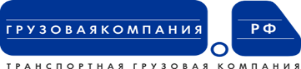 ГРУЗОВАЯКОМПАНИЯ.РФ
ТРАНСПОРТНАЯ ГРУЗОВАЯ КОМПАНИЯ